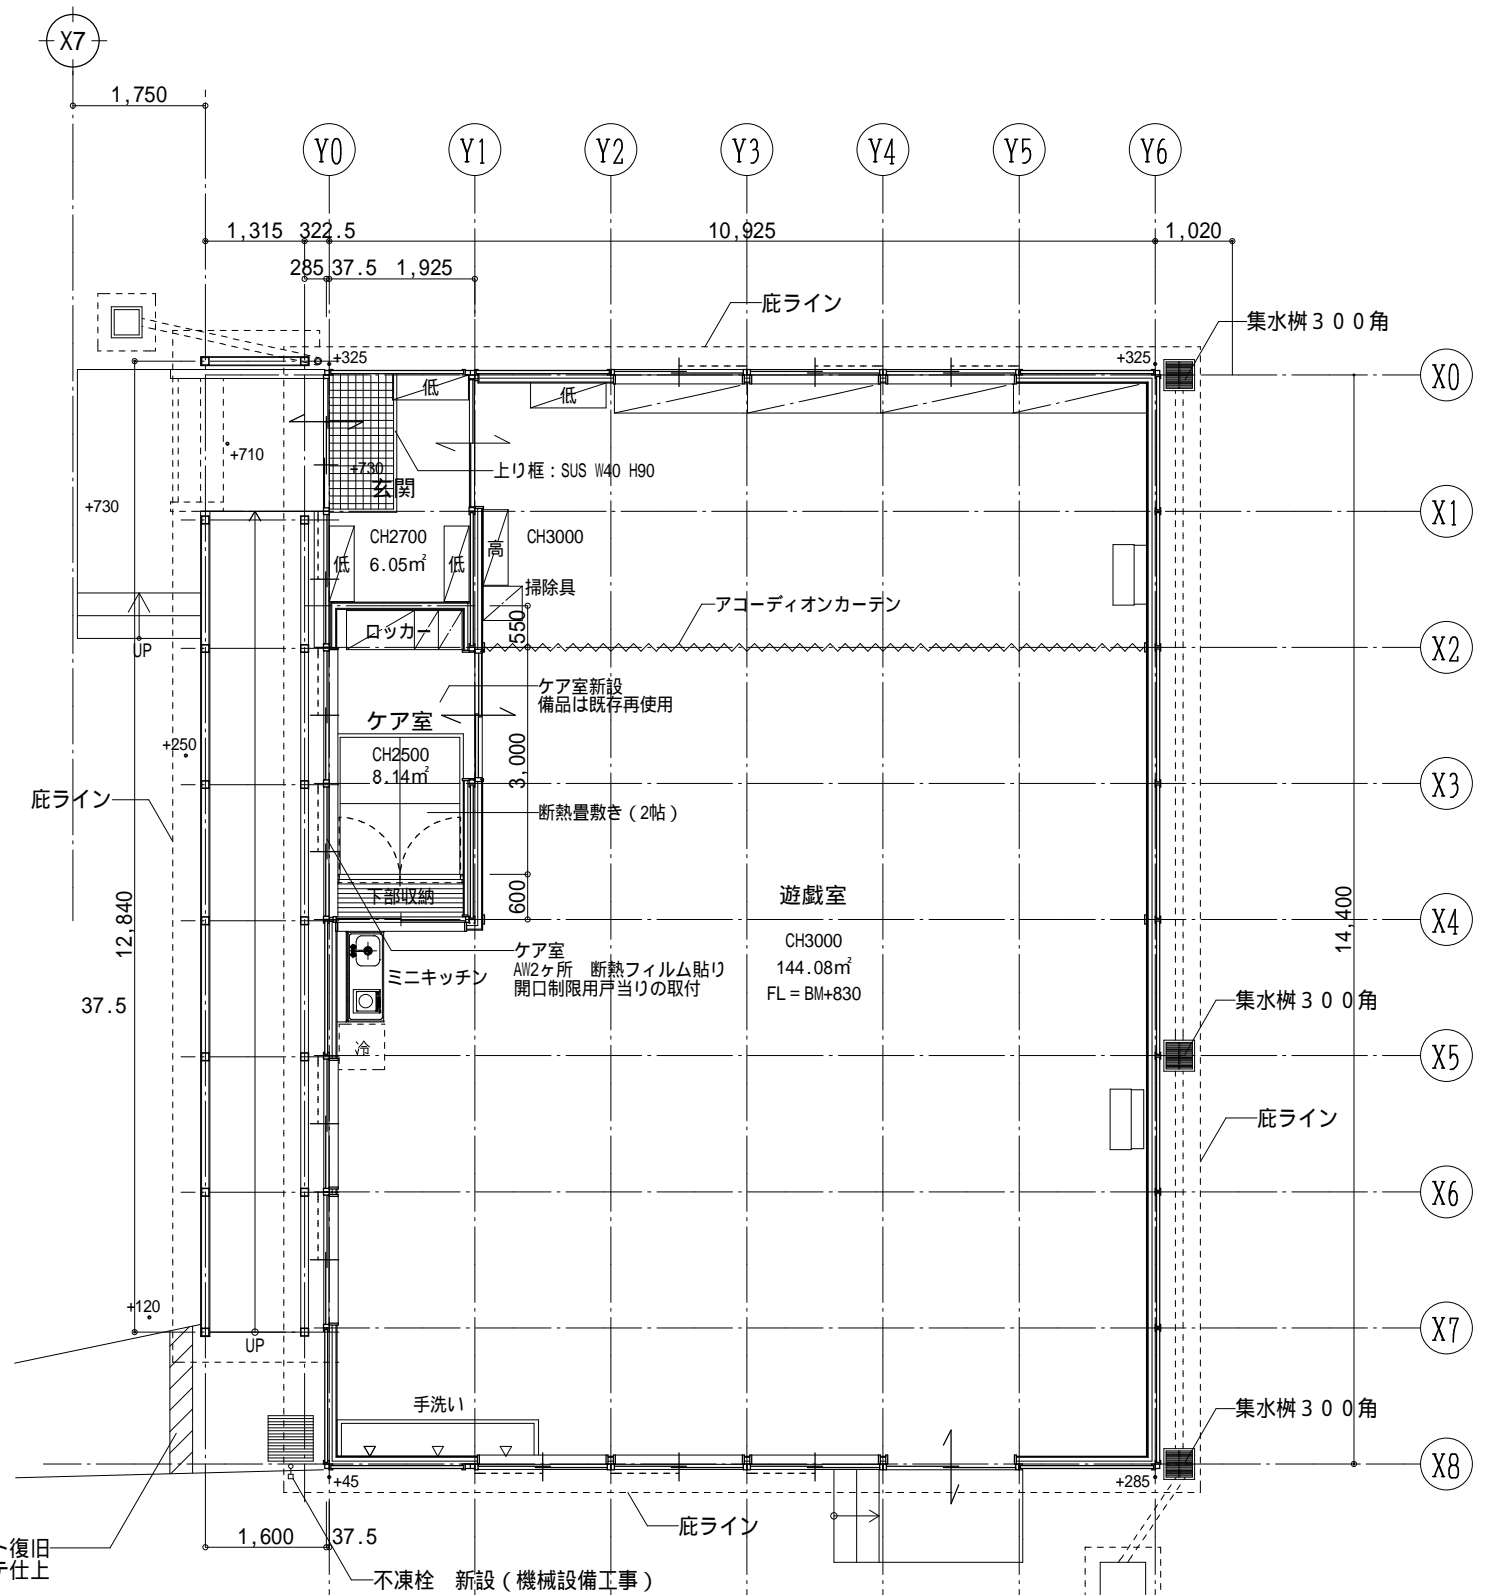 X7
1,750
Y0
Y1
Y2
Y3
Y4
Y5
Y6
1,315
322.5
10,925
1,020
285
37.5
1,925
庇ライン
集水桝３００角
+325
+325
X0
低
低
+710
+730
玄関
上り框：SUS W40 H90
+730
X1
CH2700
6.05㎡
低
低
高
CH3000
掃除具
ロッカー
550
アコーディオンカーテン
UP
X2
ケア室新設
備品は既存再使用
ケア室
+250
CH2500
8.14㎡
3,000
X3
庇ライン
断熱畳敷き（2帖）
下部収納
600
遊戯室
X4
12,840
14,400
ケア室
AW2ヶ所　断熱フィルム貼り
開口制限用戸当りの取付
ミニキッチン
CH3000
144.08㎡
FL＝BM+830
37.5
集水桝３００角
冷
X5
庇ライン
X6
+120
UP
X7
手洗い
集水桝３００角
X8
+45
+285
庇ライン
1,600
37.5
ト復旧
テ仕上
不凍栓　新設（機械設備工事）